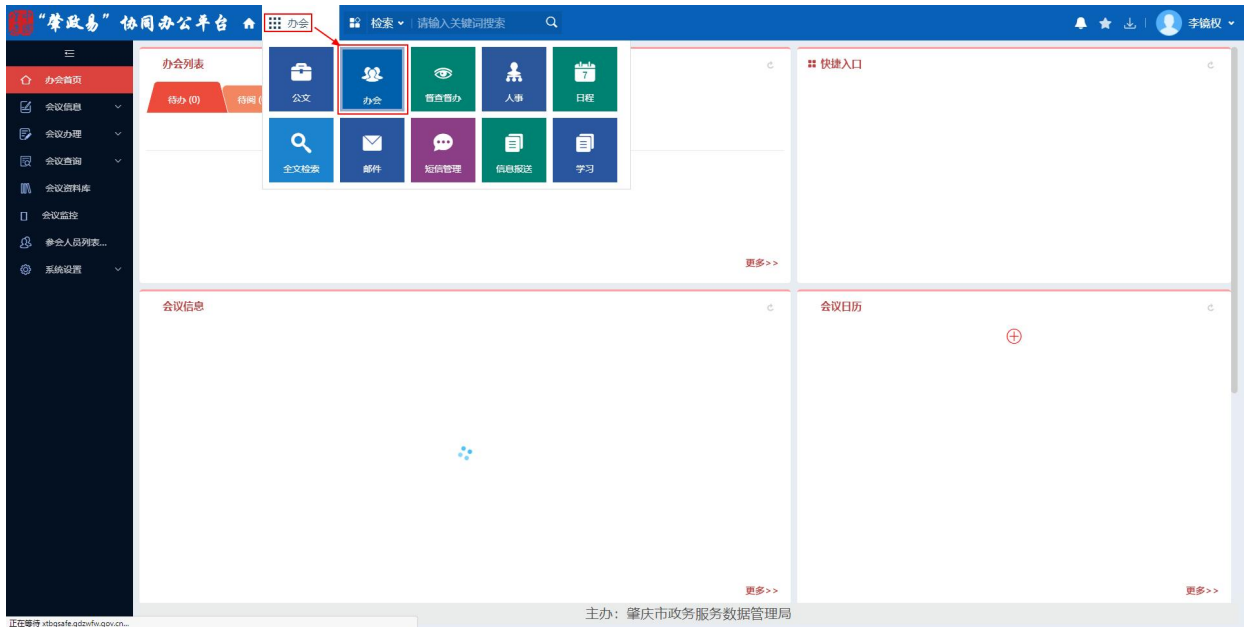 “肇政易”协同办公平台 办会 检索 请输入关键词搜索 李镝权
办会首页
会议信息
会议办理
会议查询
会议资料库
会议监控
参会人员列表...
系统设置
办会列表
待办 (0) 待阅 (
公文 办会 督查督办 人事 7 日程
全文检索 邮件 短信管理 信息报送 学习
更多>>
快捷入口
会议信息
更多>>
会议日历
更多>>
主办：肇庆市政务服务数据管理局
正在等待 xtbgsafe.gdzwfw.gov.cn...